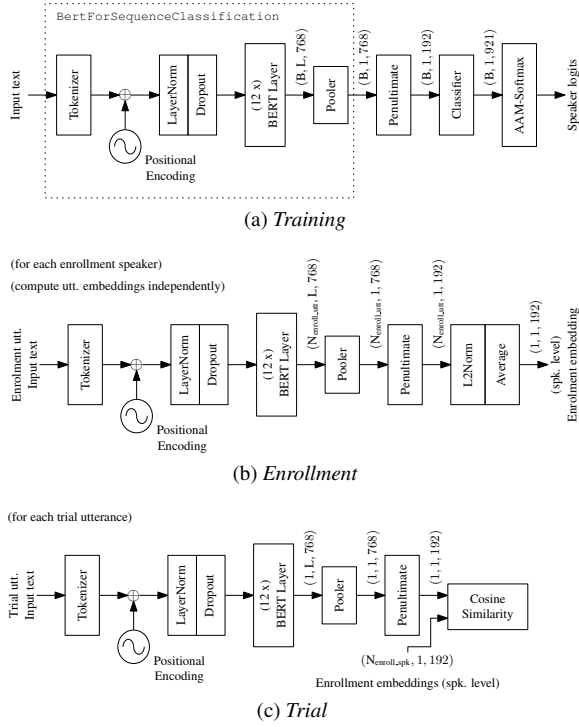 BertForSequenceClassification
Input text
Tokenizer
Positional
Encoding
LayerNorm
Dropout
(12 x)
BERT Layer
(B, L, 768)
Pooler
(B, 1, 768)
Penultimate
(B, 1, 192)
Classifier
(B, 1, 921)
AAM-Softmax
Speaker logits
(a) Training
(for each enrollment speaker)
(compute utt. embeddings independently)
Enrolment utt.
Input text
Tokenizer
Positional
Encoding
LayerNorm
Dropout
(12 x)
BERT Layer
(N_enroll_utt, L, 768)
Pooler
(N_enroll_utt, 1, 768)
Penultimate
(N_enroll_utt, 1, 192)
L2Norm
Average
(1, 1, 192)
(spk. level)
Enrolment embedding
(b) Enrollment
(for each trial utterance)
Trial utt.
Input text
Tokenizer
Positional
Encoding
LayerNorm
Dropout
(12 x)
BERT Layer
(1, L, 768)
Pooler
(1, 1, 768)
Penultimate
(1, 1, 192)
Cosine
Similarity
(N_enroll_spk, 1, 192)
Enrollment embeddings (spk. level)
(c) Trial